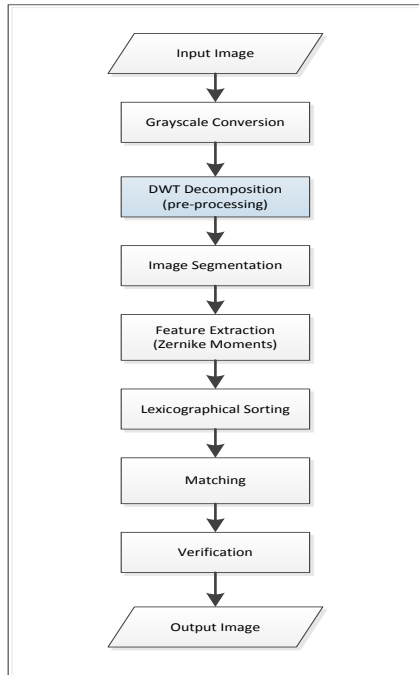 Input Image
Grayscale Conversion
DWT Decomposition
(pre-processing)
Image Segmentation
Feature Extraction
(Zernike Moments)
Lexicographical Sorting
Matching
Verification
Output Image